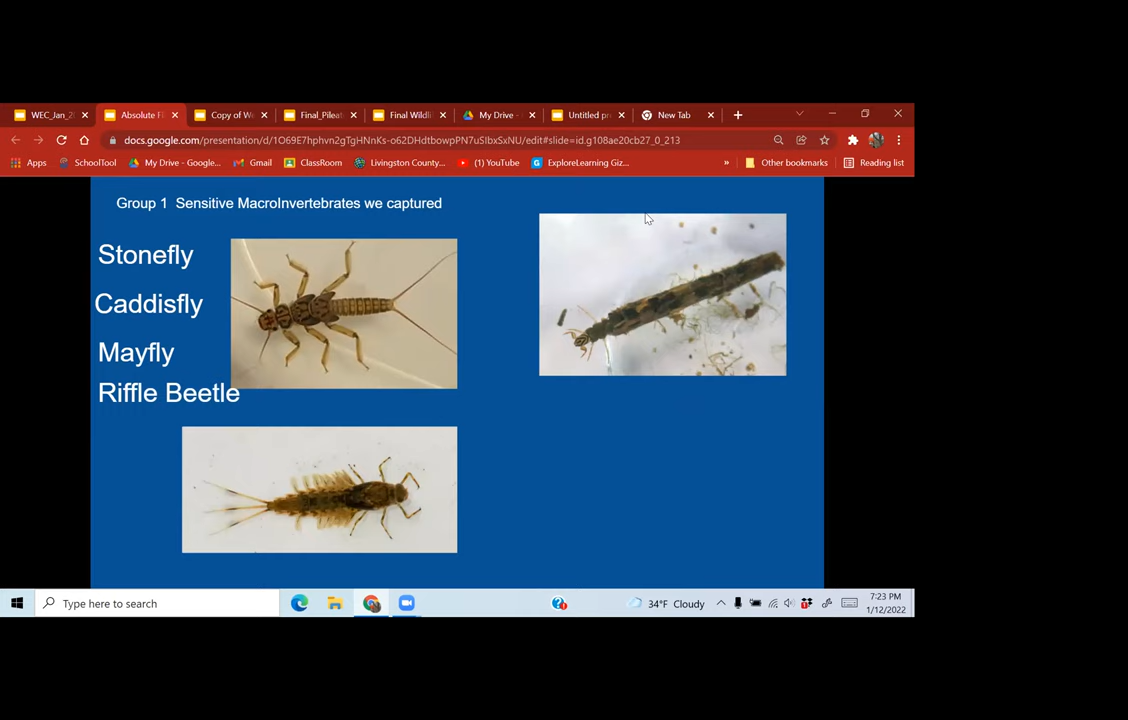 WEC_Jan_2
Absolute F
Copy of W
Final_Pileat
Final Wildli
My Drive -
Untitled pr
New Tab
docs.google.com/presentation/d/1O69E7hphvn2gTgHNnKs-o62DHdtbowpPN7uSIbxSxNU/edit#slide=id.g108ae20cb27_0_213
Apps
SchoolTool
My Drive - Google...
Gmail
ClassRoom
Livingston County...
(1) YouTube
ExploreLearning Giz...
»
Other bookmarks
Reading list
Group 1 Sensitive MacroInvertebrates we captured
Stonefly
Caddisfly
Mayfly
Riffle Beetle
Type here to search
34°F Cloudy
7:23 PM
1/12/2022